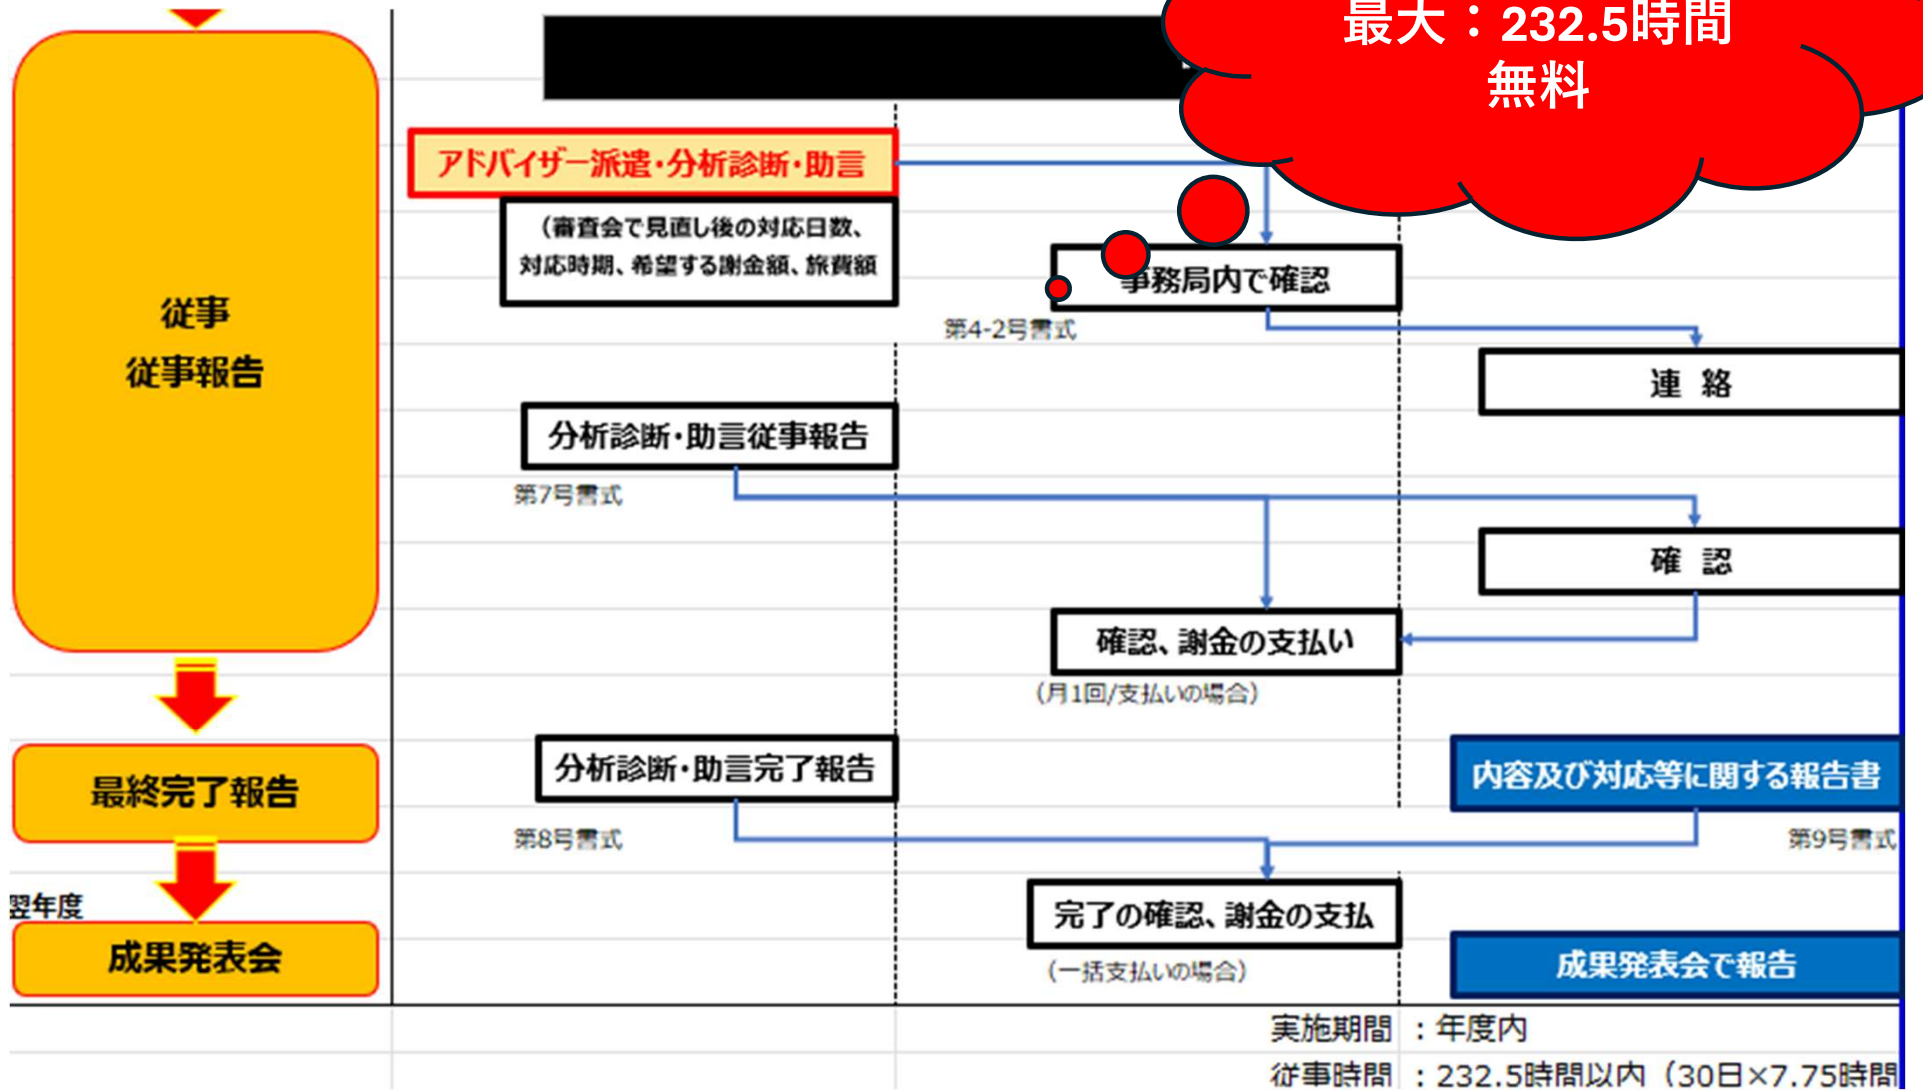 最大：232.5時間
無料
アドバイザー派遣・分析診断・助言
（審査会で見直し後の対応日数、
対応時期、希望する謝金額、旅費額
事務局内で確認
第4-2号書式
従事
従事報告
連 絡
分析診断・助言従事報告
第7号書式
確 認
確認、謝金の支払い
（月1回/支払いの場合）
最終完了報告
分析診断・助言完了報告
内容及び対応等に関する報告書
第8号書式
第9号書式
翌年度
成果発表会
完了の確認、謝金の支払
（一括支払いの場合）
成果発表会で報告
実施期間 ：年度内
従事時間 ：232.5時間以内（30日×7.75時間